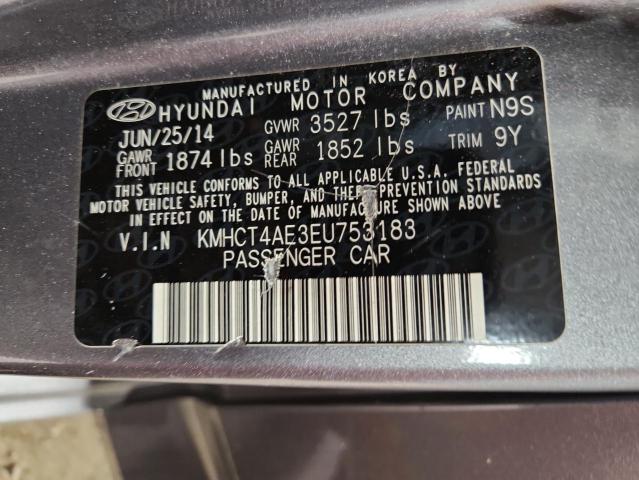 MANUFACTURED IN KOREA BY
HYUNDAI MOTOR COMPANY
JUN/25/14 GVWR 3527 lbs PAINT N9S
GAWR FRONT 1874 lbs GAWR REAR 1852 lbs TRIM 9Y
THIS VEHICLE CONFORMS TO ALL APPLICABLE U.S.A. FEDERAL
MOTOR VEHICLE SAFETY, BUMPER, AND THEFT PREVENTION STANDARDS
IN EFFECT ON THE DATE OF MANUFACTURE SHOWN ABOVE.
V.I.N KMHCT4AE3EU753183
PASSENGER CAR